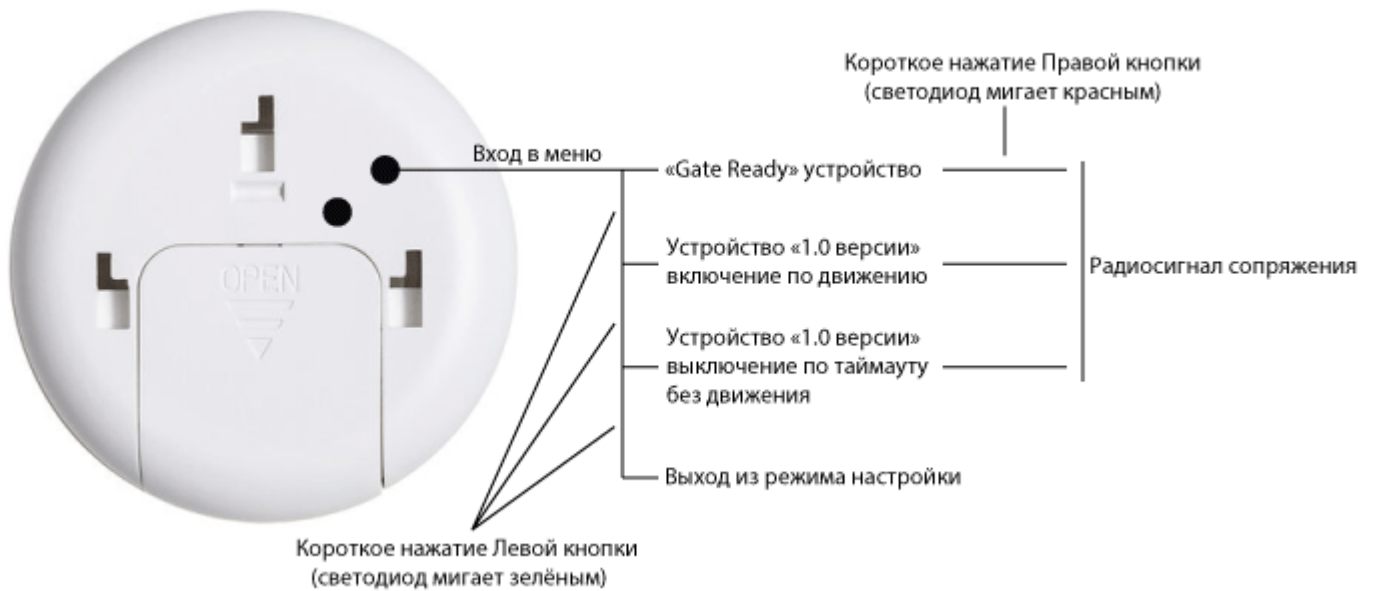 Короткое нажатие Правой кнопки
(светодиод мигает красным)
Вход в меню
«Gate Ready» устройство
OPEN
Устройство «1.0 версии»
включение по движению
Радиосигнал сопряжения
Устройство «1.0 версии»
выключение по таймауту
без движения
Выход из режима настройки
Короткое нажатие Левой кнопки
(светодиод мигает зелёным)